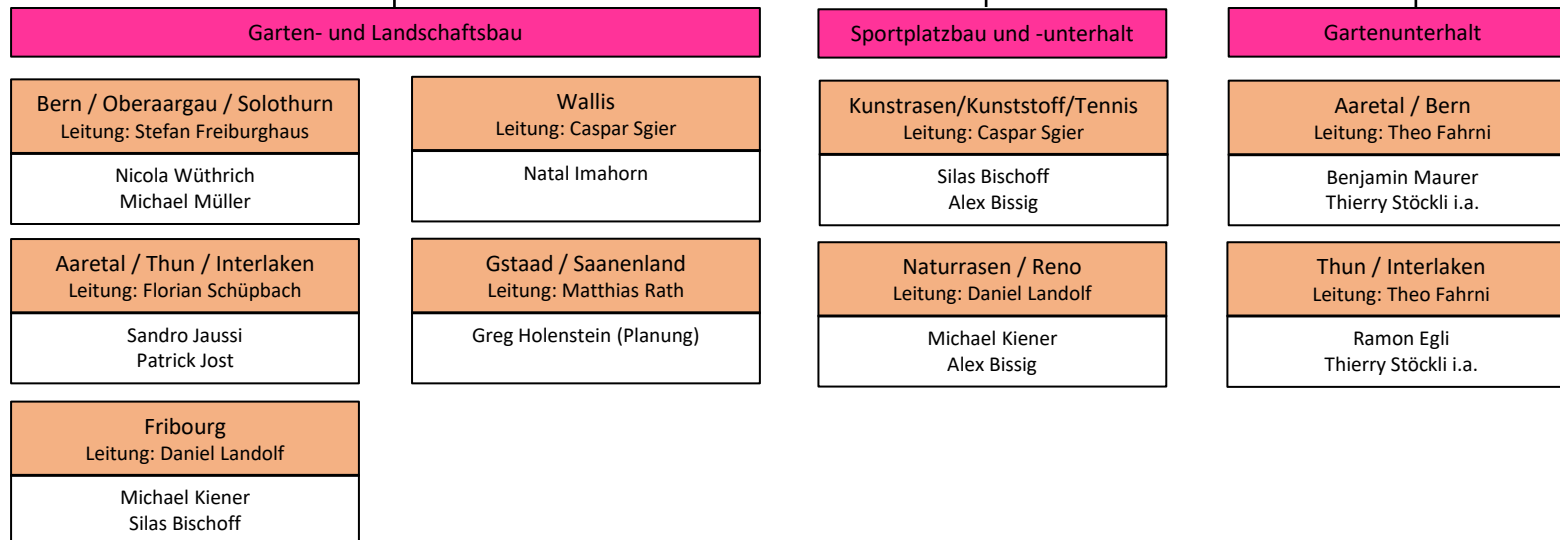 Garten- und Landschaftsbau
Bern / Oberaargau / Solothurn
Leitung: Stefan Freiburghaus
Nicola Wüthrich
Michael Müller
Aaretal / Thun / Interlaken
Leitung: Florian Schüpbach
Sandro Jaussi
Patrick Jost
Fribourg
Leitung: Daniel Landolf
Michael Kiener
Silas Bischoff
Wallis
Leitung: Caspar Sgier
Natal Imahorn
Gstaad / Saanenland
Leitung: Matthias Rath
Greg Holenstein (Planung)
Sportplatzbau und -unterhalt
Kunstrasen/Kunststoff/Tennis
Leitung: Caspar Sgier
Silas Bischoff
Alex Bissig
Naturrasen / Reno
Leitung: Daniel Landolf
Michael Kiener
Alex Bissig
Gartenunterhalt
Aaretal / Bern
Leitung: Theo Fahrni
Benjamin Maurer
Thierry Stöckli i.a.
Thun / Interlaken
Leitung: Theo Fahrni
Ramon Egli
Thierry Stöckli i.a.